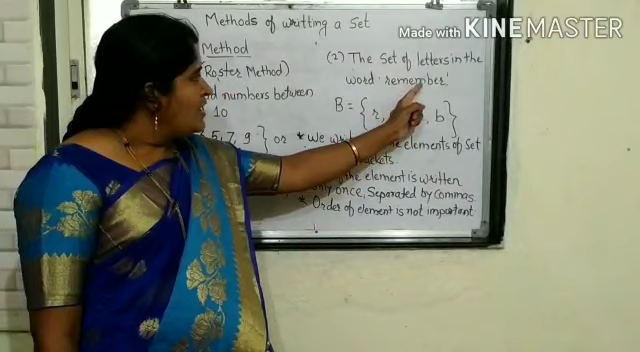 Methods of writting a Set
Method
(Roster Method)
numbers between
10
5, 7, 9 } or
(2) The Set of letters in the
word 'remember'
B = { r, , b }
* We elements of Set
the element is written
only once, Separated by commas.
* Order of element is not important
Made with KINEMASTER